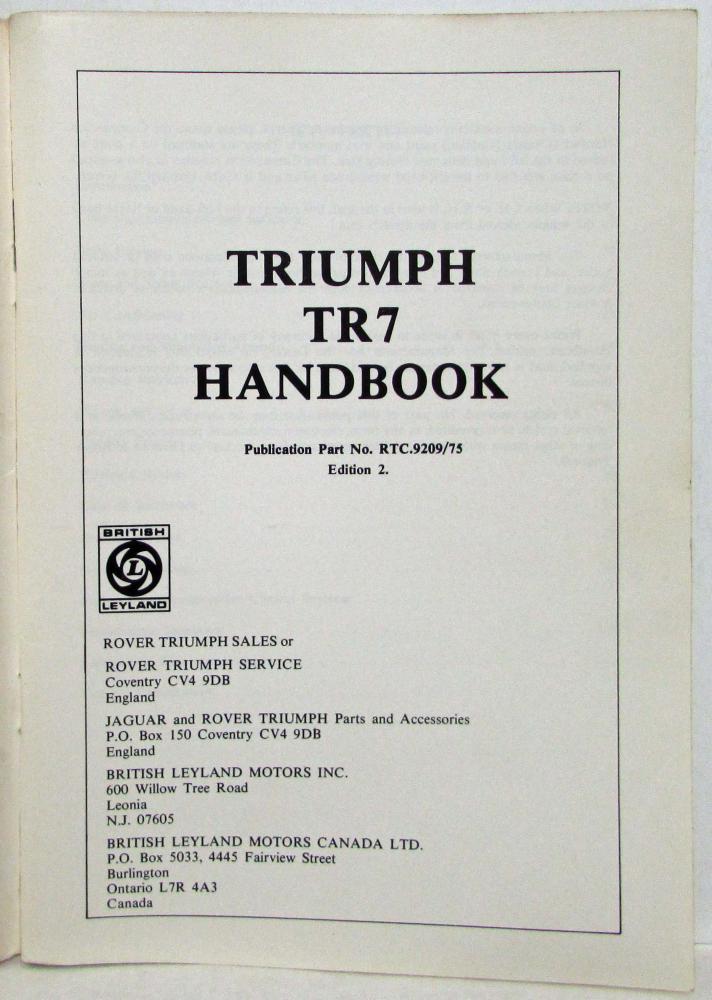 TRIUMPH
TR7
HANDBOOK
Publication Part No. RTC.9209/75
Edition 2.
BRITISH
L
LEYLAND
ROVER TRIUMPH SALES or
ROVER TRIUMPH SERVICE
Coventry CV4 9DB
England
JAGUAR and ROVER TRIUMPH Parts and Accessories
P.O. Box 150 Coventry CV4 9DB
England
BRITISH LEYLAND MOTORS INC.
600 Willow Tree Road
Leonia
N.J. 07605
BRITISH LEYLAND MOTORS CANADA LTD.
P.O. Box 5033, 4445 Fairview Street
Burlington
Ontario L7R 4A3
Canada